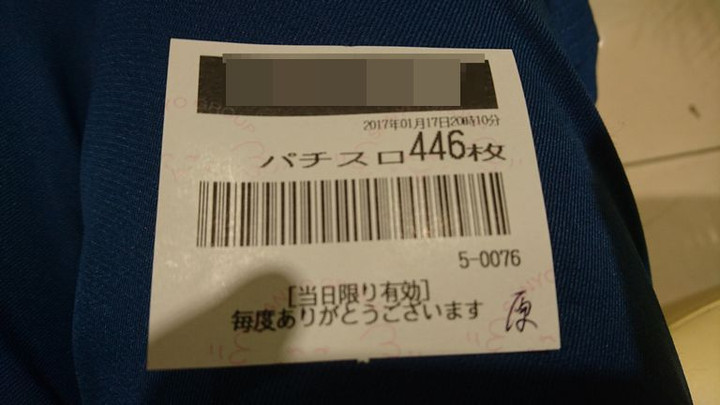 2017年01月17日20時10分
パチスロ446枚
5-0076
[当日限り有効]
毎度ありがとうございます
原